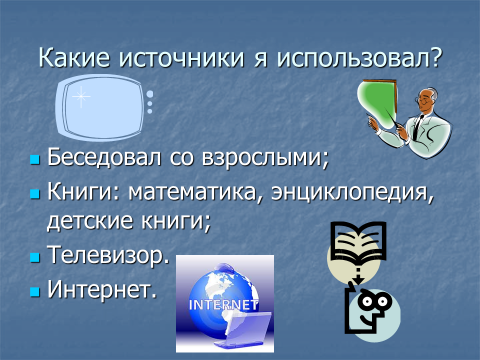 Какие источники я использовал?
Беседовал со взрослыми;
Книги: математика, энциклопедия,
детские книги;
Телевизор.
Интернет.
INTERNET